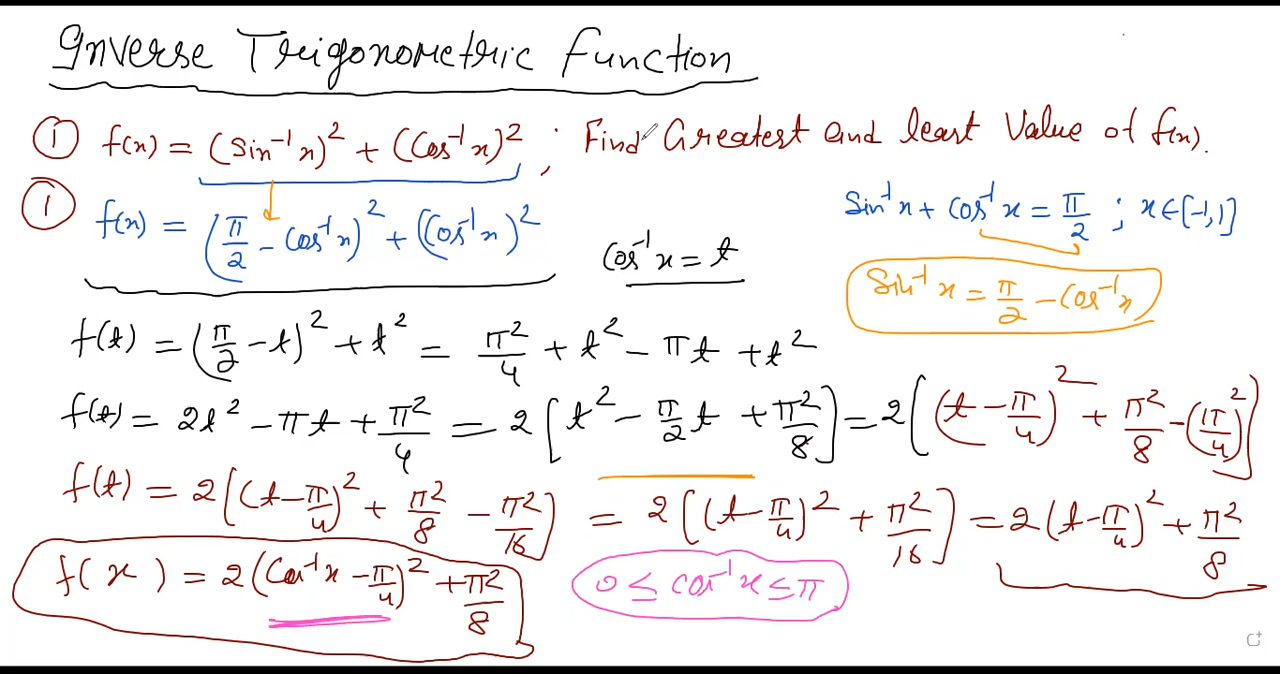 Inverse Trigonometric Function
① f(x) = (Sin⁻¹x)² + (Cos⁻¹x)² ; Find Greatest and least Value of f(x).
① f(x) = (π/2 - Cos⁻¹x)² + (Cos⁻¹x)²
Sin⁻¹x + Cos⁻¹x = π/2 ; x∈[-1,1]
Cos⁻¹x = t
Sin⁻¹x = π/2 - Cos⁻¹x
f(t) = (π/2 - t)² + t² = π²/4 + t² - πt + t²
f(t) = 2t² - πt + π²/4 = 2[t² - π/2 t + π²/8] = 2[(t - π/4)² + π²/8 - (π/4)²]
f(t) = 2[(t - π/4)² + π²/8 - π²/16] = 2[(t - π/4)² + π²/16] = 2(t - π/4)² + π²/8
f(x) = 2(Cos⁻¹x - π/4)² + π²/8
0 ≤ cos⁻¹x ≤ π